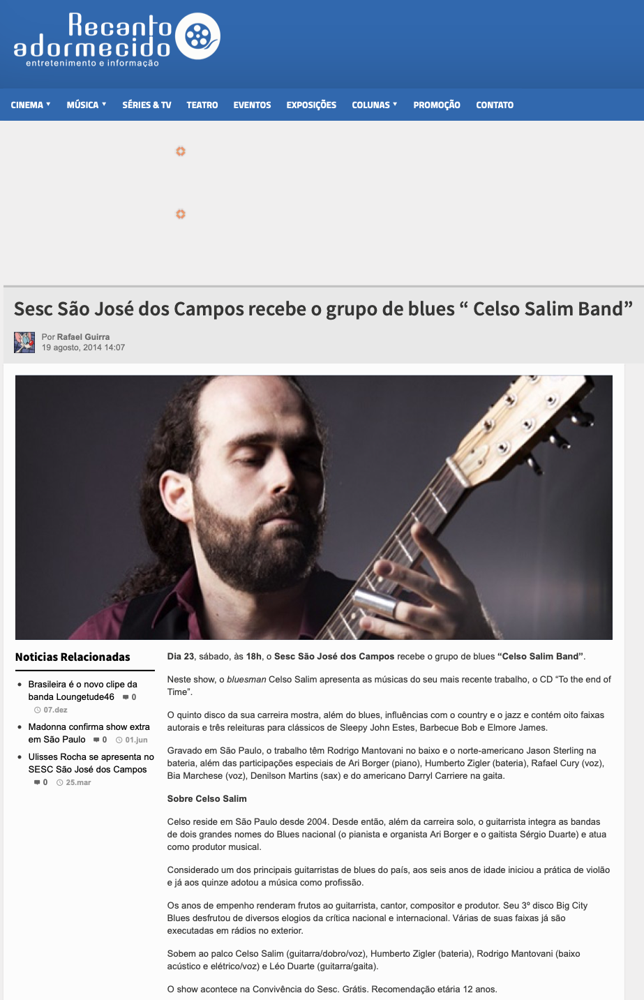 Recanto
adormecido
entretenimento e informação
CINEMA ▾ MÚSICA ▾ SÉRIES & TV TEATRO EVENTOS EXPOSIÇÕES COLUNAS ▾ PROMOÇÃO CONTATO
Sesc São José dos Campos recebe o grupo de blues “ Celso Salim Band”
Por Rafael Guirra
19 agosto, 2014 14:07
Noticias Relacionadas
Brasileira é o novo clipe da
banda Loungetude46 0
07.dez
Madonna confirma show extra
em São Paulo 0 01.jun
Ulisses Rocha se apresenta no
SESC São José dos Campos
0 25.mar
Dia 23, sábado, às 18h, o Sesc São José dos Campos recebe o grupo de blues “Celso Salim Band”.
Neste show, o bluesman Celso Salim apresenta as músicas do seu mais recente trabalho, o CD “To the end of
Time”.
O quinto disco da sua carreira mostra, além do blues, influências com o country e o jazz e contém oito faixas
autorais e três releituras para clássicos de Sleepy John Estes, Barbecue Bob e Elmore James.
Gravado em São Paulo, o trabalho têm Rodrigo Mantovani no baixo e o norte-americano Jason Sterling na
bateria, além das participações especiais de Ari Borger (piano), Humberto Zigler (bateria), Rafael Cury (voz),
Bia Marchese (voz), Denilson Martins (sax) e do americano Darryl Carriere na gaita.
Sobre Celso Salim
Celso reside em São Paulo desde 2004. Desde então, além da carreira solo, o guitarrista integra as bandas
de dois grandes nomes do Blues nacional (o pianista e organista Ari Borger e o gaitista Sérgio Duarte) e atua
como produtor musical.
Considerado um dos principais guitarristas de blues do país, aos seis anos de idade iniciou a prática de violão
e já aos quinze adotou a música como profissão.
Os anos de empenho renderam frutos ao guitarrista, cantor, compositor e produtor. Seu 3º disco Big City
Blues desfrutou de diversos elogios da crítica nacional e internacional. Várias de suas faixas já são
executadas em rádios no exterior.
Sobem ao palco Celso Salim (guitarra/dobro/voz), Humberto Zigler (bateria), Rodrigo Mantovani (baixo
acústico e elétrico/voz) e Léo Duarte (guitarra/gaita).
O show acontece na Convivência do Sesc. Grátis. Recomendação etária 12 anos.